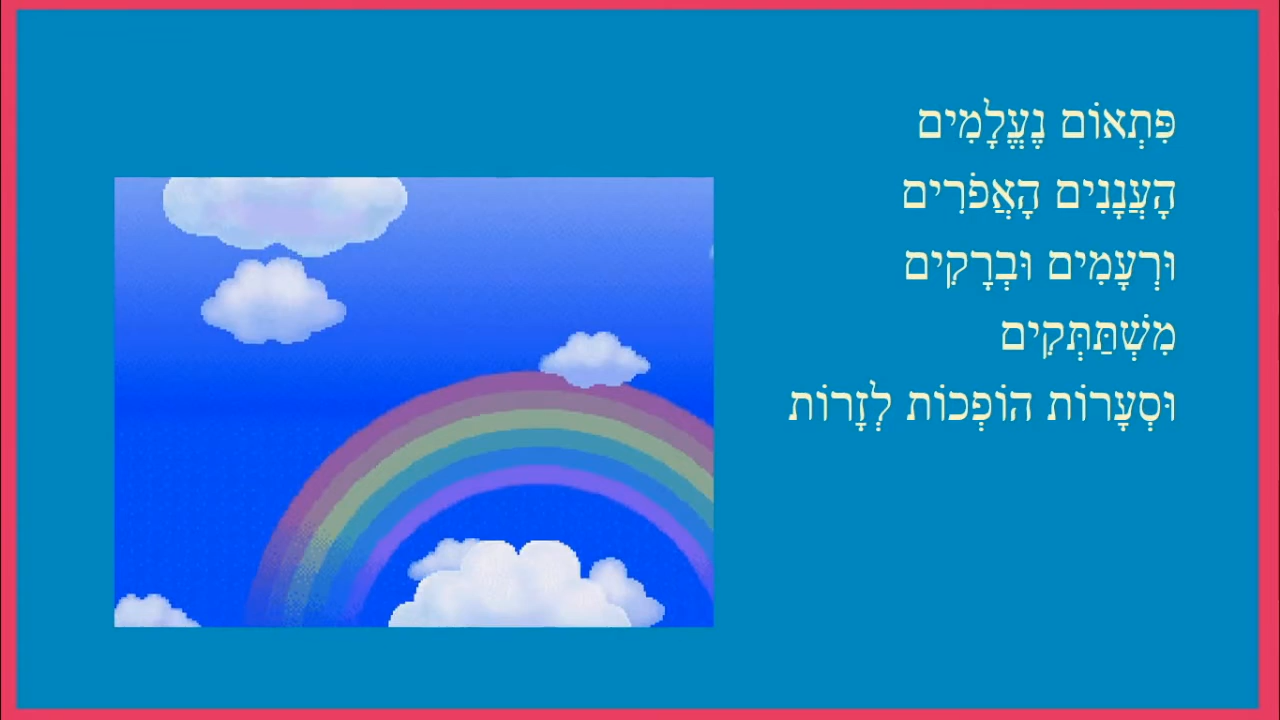 פִּתְאוֹם נֶעֱלָמִים
הָעֲנָנִים הָאֲפֹרִים
וּרְעָמִים וּבְרָקִים
מִשְׁתַּתְּקִים
וּסְעָרוֹת הוֹפְכוֹת לְזָרוֹת